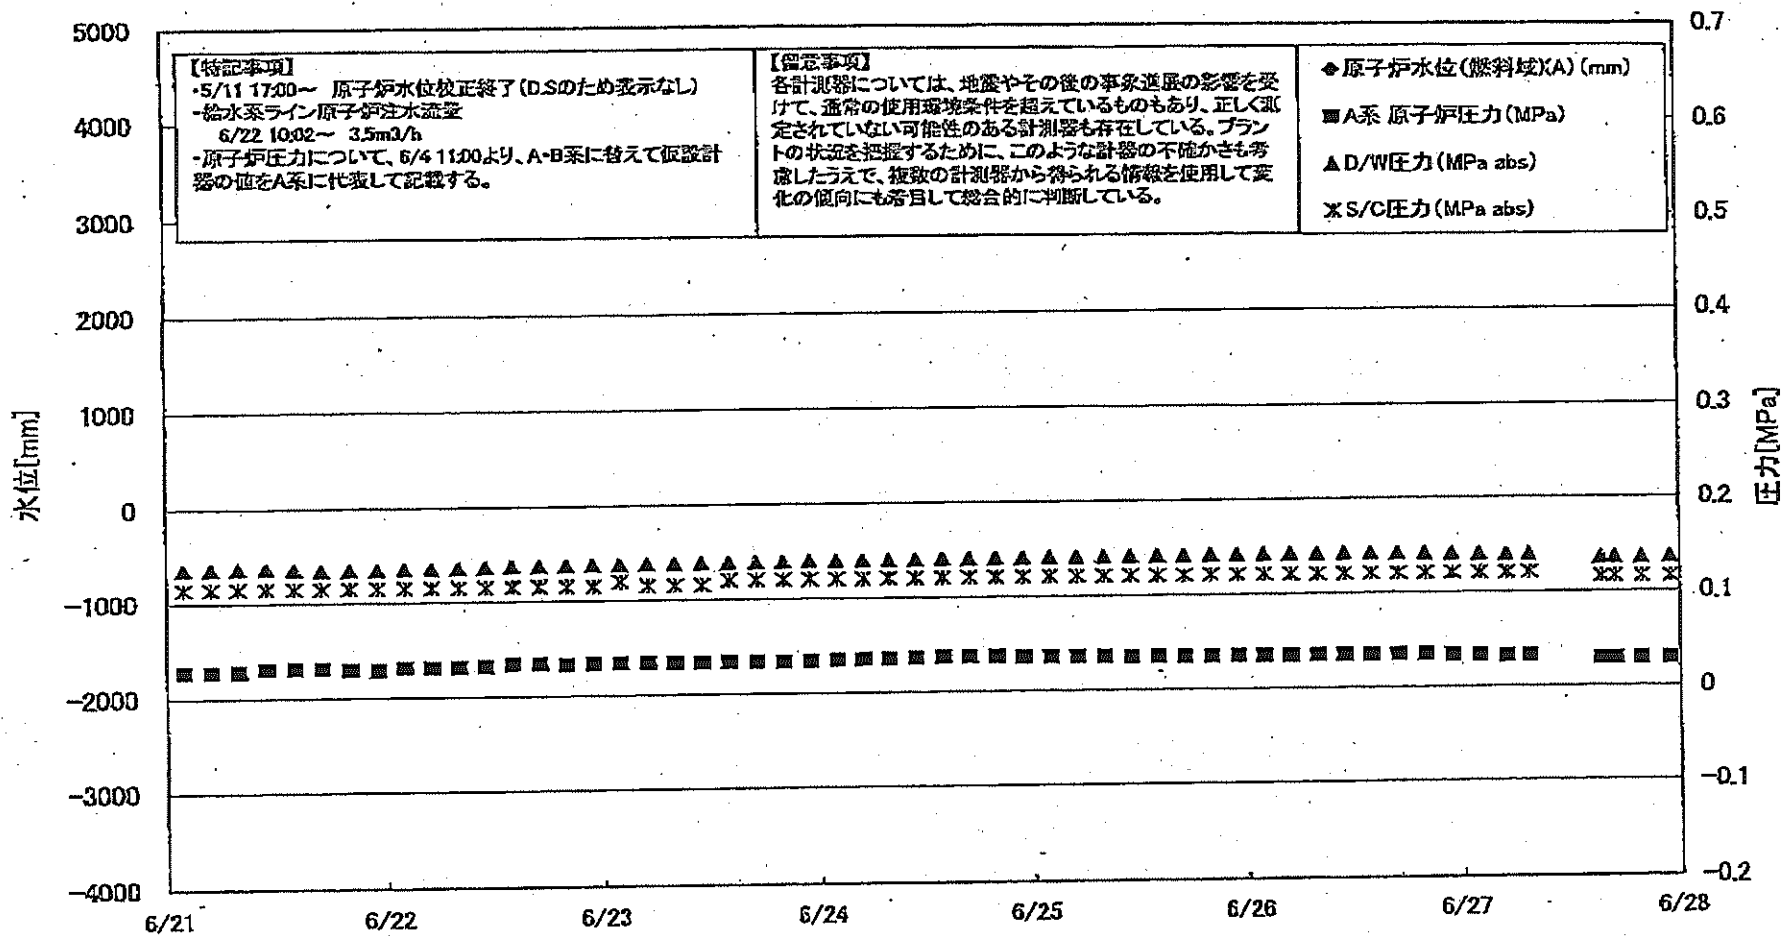 5000
4000
3000
2000
1000
0
-1000
-2000
-3000
-4000
水位[mm]
【特記事項】
・5/11 17:00～ 原子炉水位校正終了(D.Sのため表示なし)
・給水系ライン原子炉注水流量
6/22 10:02～ 3.5m3/h
・原子炉圧力について、6/4 11:00より、A・B系に替えて仮設計
器の値をA系に代表して記載する。
【留意事項】
各計測器については、地震やその後の事象進展の影響を受
けて、通常の使用環境条件を超えているものもあり、正しく測
定されていない可能性のある計測器も存在している。プラン
トの状況を把握するために、このような計器の不確かさも考
慮したうえで、複数の計測器から得られる情報を使用して変
化の傾向にも着目して総合的に判断している。
◆原子炉水位(燃料域)(A)(mm)
■A系 原子炉圧力(MPa)
▲D/W圧力(MPa abs)
S/C圧力(MPa abs)
0.7
0.6
0.5
0.4
0.3
0.2
0.1
0
-0.1
-0.2
圧力[MPa]
6/21
6/22
6/23
6/24
6/25
6/26
6/27
6/28